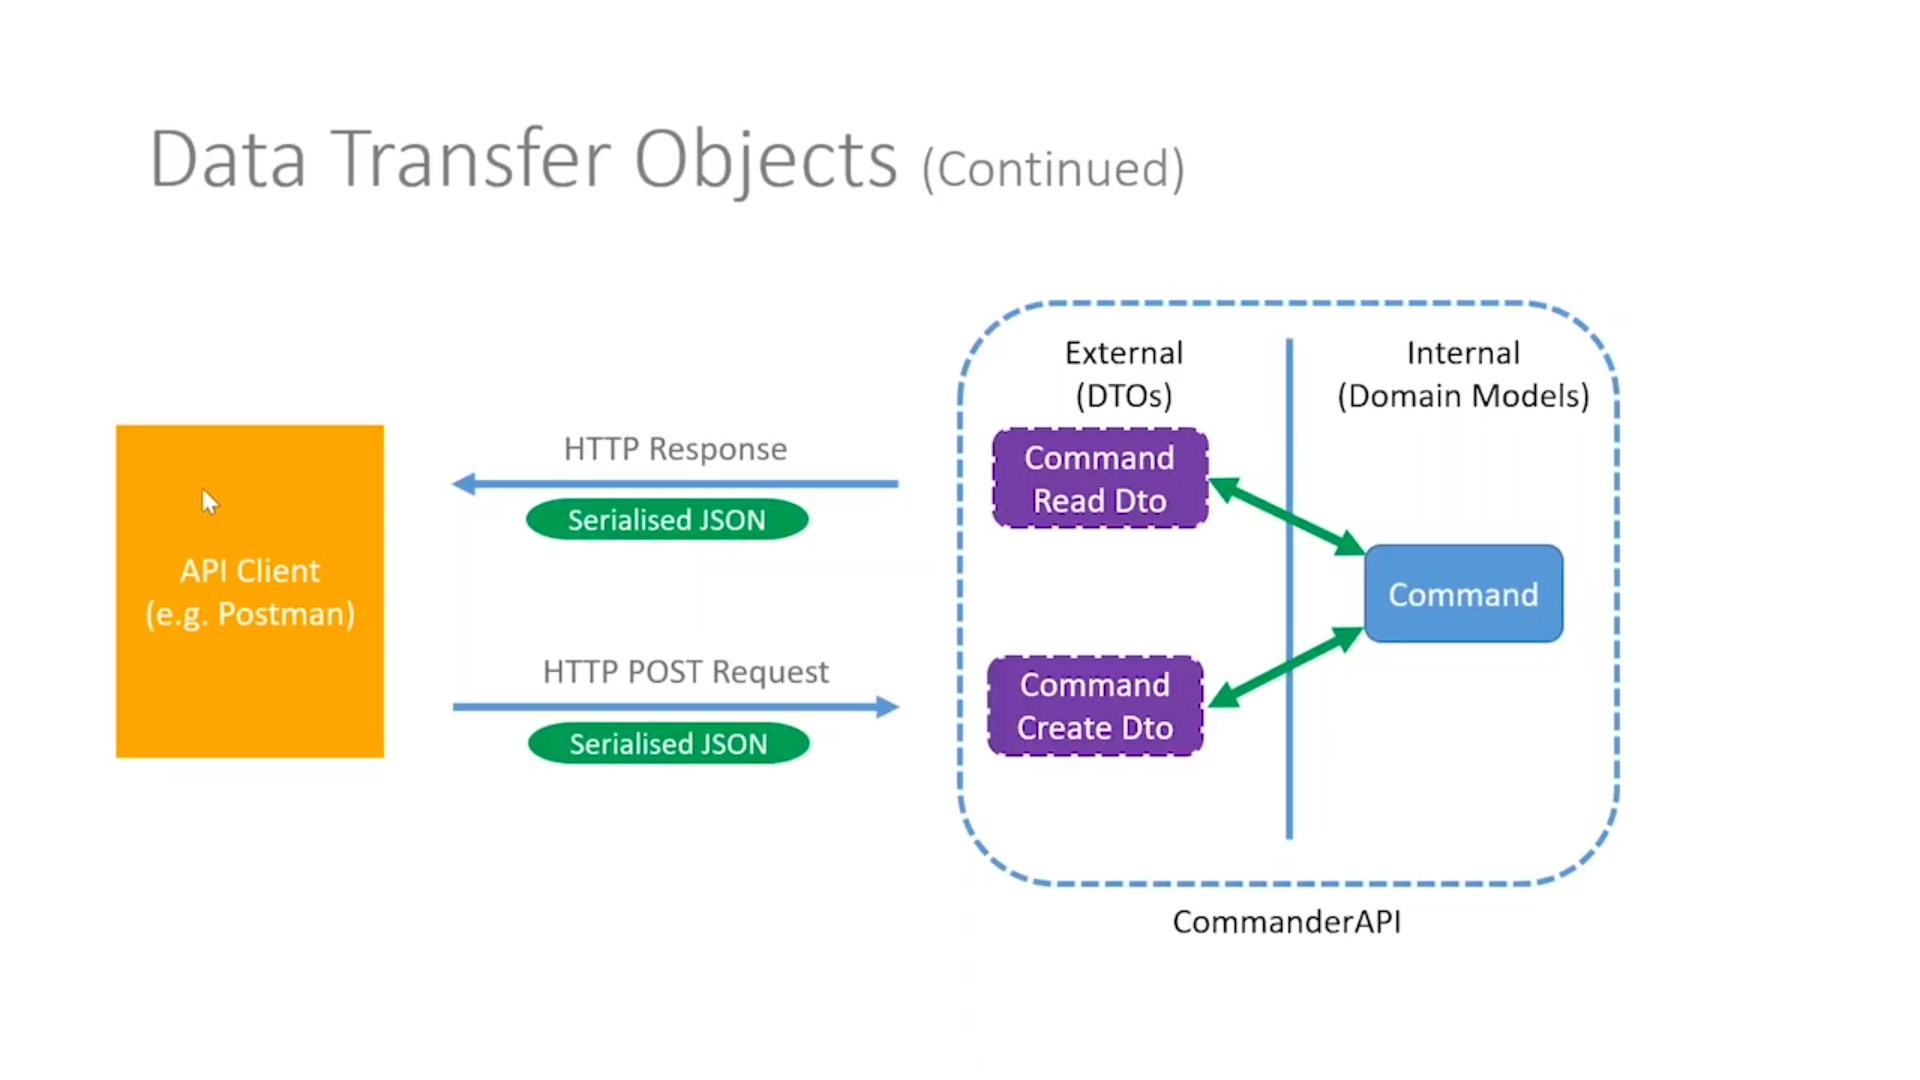 Data Transfer Objects (Continued)
API Client
(e.g. Postman)
HTTP Response
Serialised JSON
HTTP POST Request
Serialised JSON
External
(DTOs)
Command
Read Dto
Command
Create Dto
Internal
(Domain Models)
Command
CommanderAPI